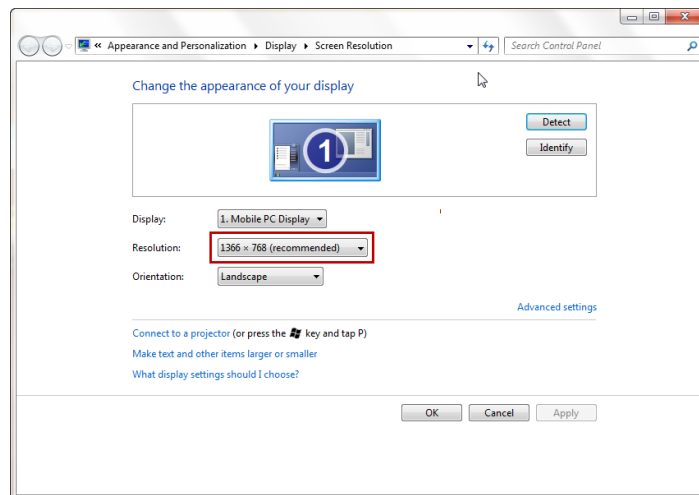 « Appearance and Personalization ▸ Display ▸ Screen Resolution Search Control Panel
Change the appearance of your display
1
Detect
Identify
Display: 1. Mobile PC Display
Resolution: 1366 × 768 (recommended)
Orientation: Landscape
Advanced settings
Connect to a projector (or press the key and tap P)
Make text and other items larger or smaller
What display settings should I choose?
OK Cancel Apply